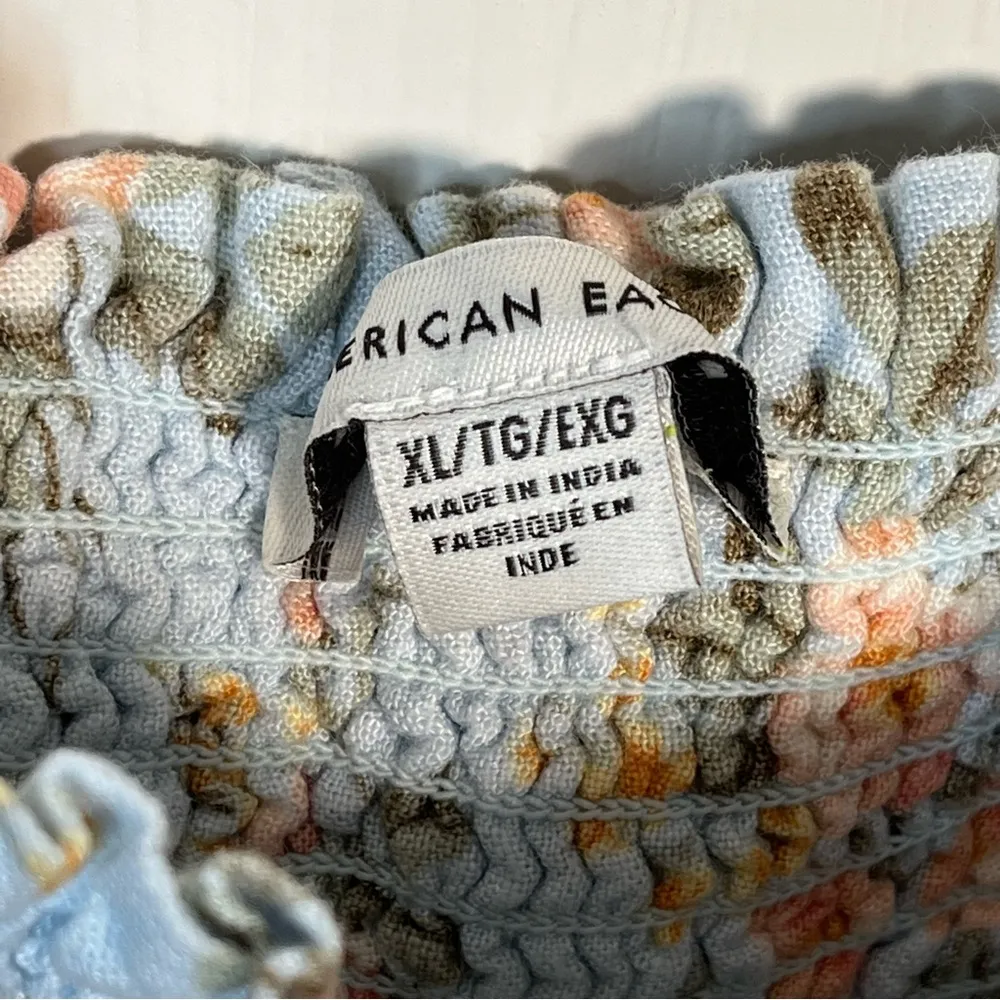 ERICAN EA
XL/TG/EXG
MADE IN INDIA
FABRIQUÉ EN
INDE